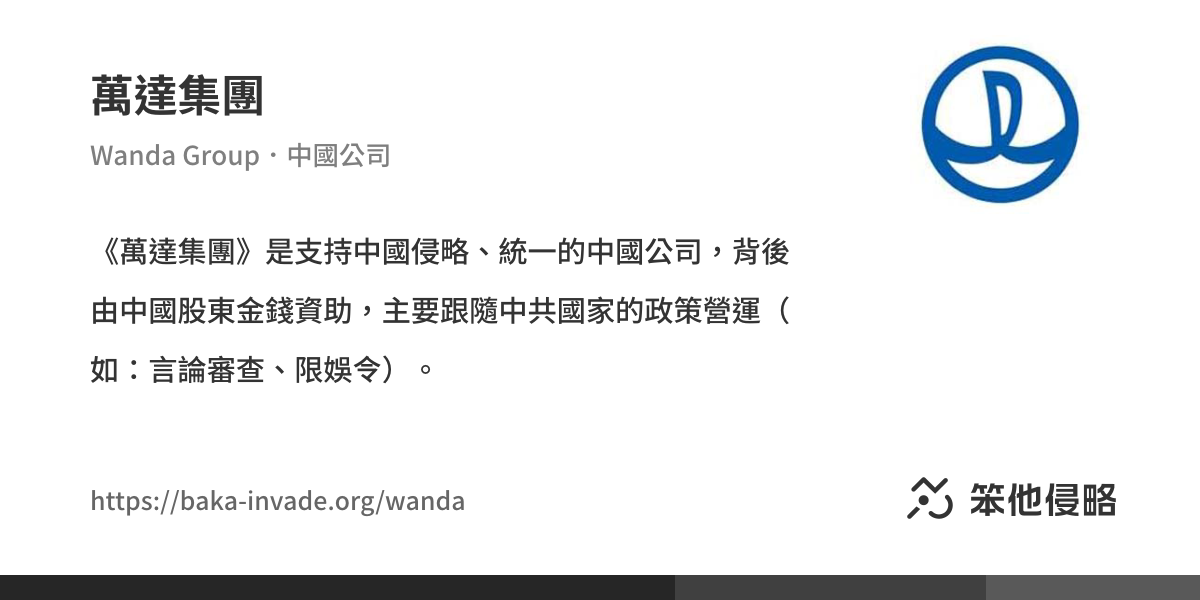 萬達集團
Wanda Group・中國公司
《萬達集團》是支持中國侵略、統一的中國公司，背後
由中國股東金錢資助，主要跟隨中共國家的政策營運（
如：言論審查、限娛令）。
https://baka-invade.org/wanda
笨他侵略